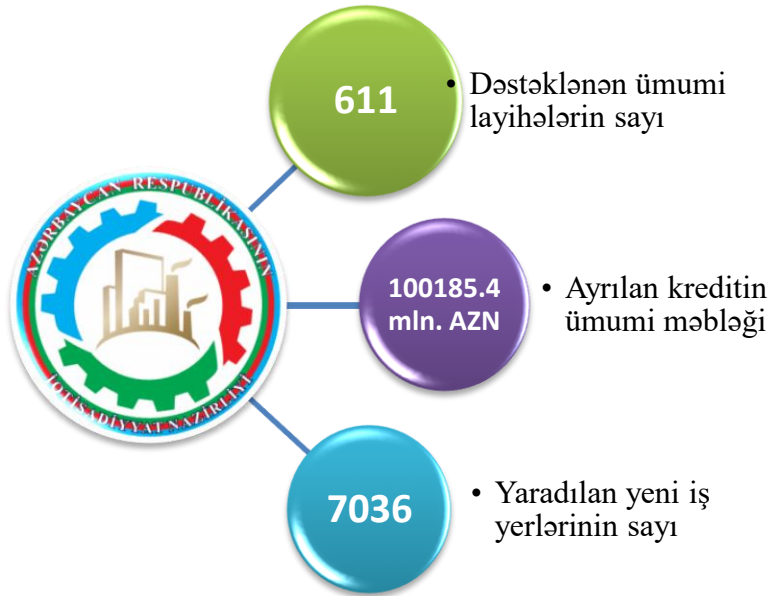 611
• Dəstəklənən ümumi
layihələrin sayı
AZƏRBAYCAN RESPUBLİKASININ
İQTİSADİYYAT NAZİRLİYİ
100185.4
mln. AZN
• Ayrılan kreditin
ümumi məbləği
7036
• Yaradılan yeni iş
yerlərinin sayı